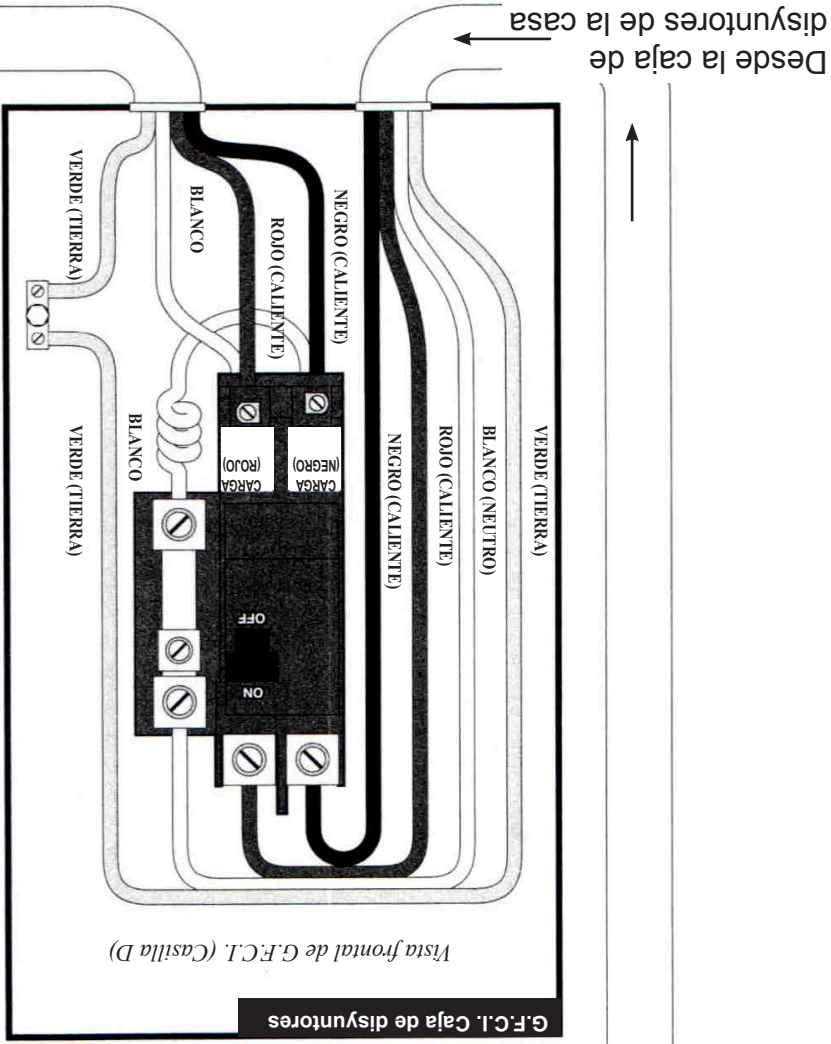 G.F.C.I. Caja de disyuntores
Vista frontal de G.F.C.I. (Casilla D)
VERDE (TIERRA)
BLANCO (NEUTRO)
ROJO (CALIENTE)
NEGRO (CALIENTE)
ON
OFF
CARGA
(NEGRO)
CARGA
(ROJO)
BLANCO
VERDE (TIERRA)
NEGRO (CALIENTE)
ROJO (CALIENTE)
BLANCO
VERDE (TIERRA)
Desde la caja de
disyuntores de la casa